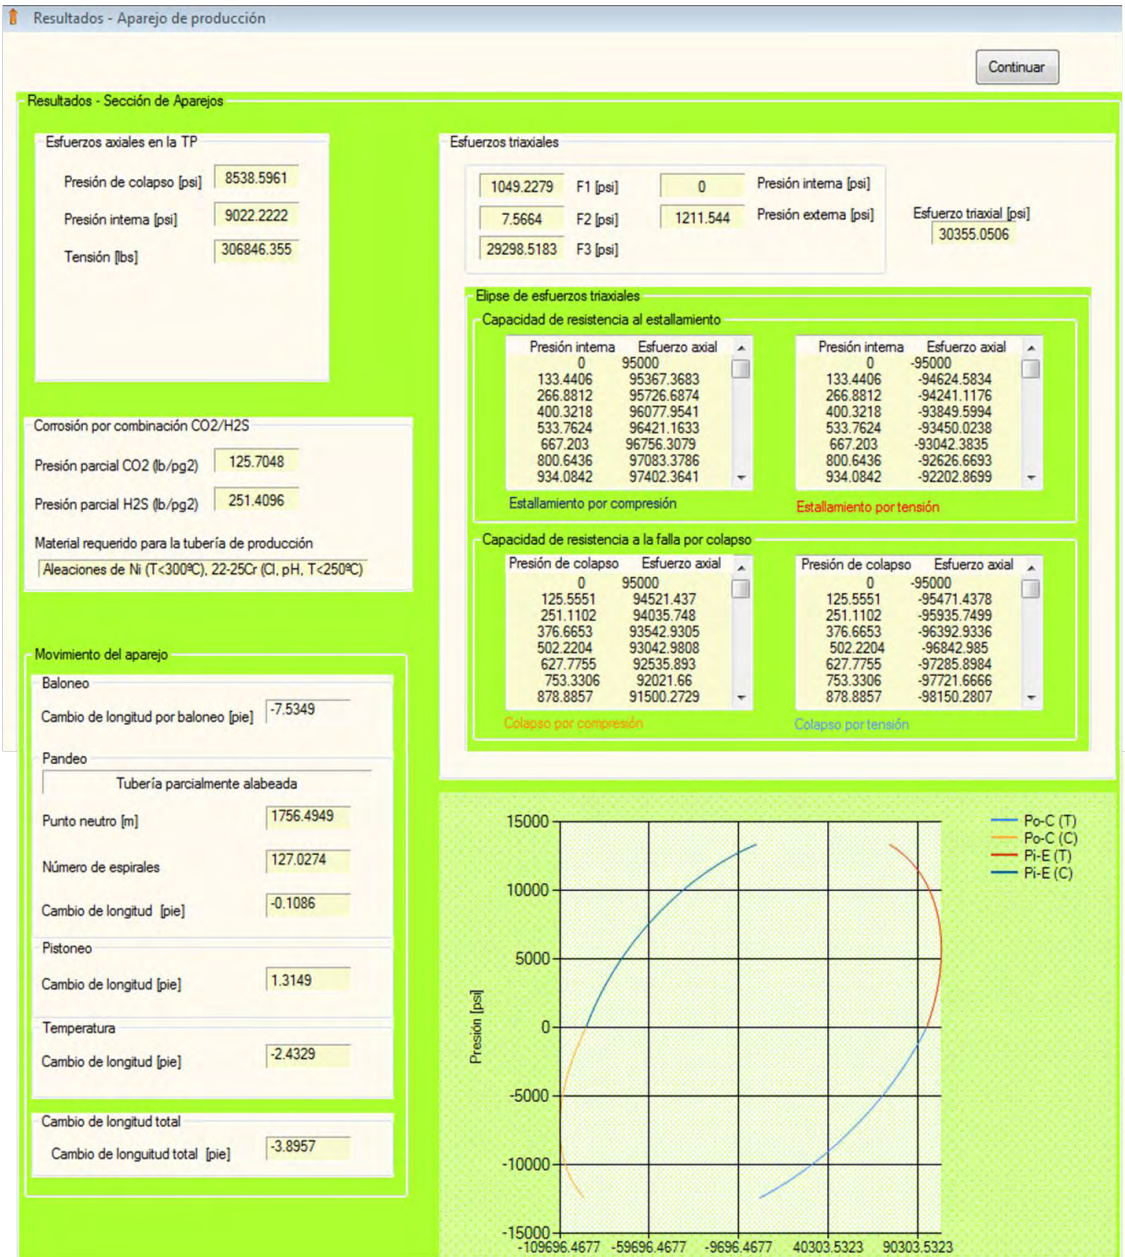 Resultados - Aparejo de producción
Continuar
Resultados - Sección de Aparejos
Esfuerzos axiales en la TP
Presión de colapso [psi] 8538.5961
Presión interna [psi] 9022.2222
Tensión [lbs] 306846.355
Corrosión por combinación CO2/H2S
Presión parcial CO2 (lb/pg2) 125.7048
Presión parcial H2S (lb/pg2) 251.4096
Material requerido para la tubería de producción
Aleaciones de Ni (T<300ºC), 22-25Cr (Cl, pH, T<250ºC)
Movimiento del aparejo
Baloneo
Cambio de longitud por baloneo [pie] -7.5349
Pandeo
Tubería parcialmente alabeada
Punto neutro [m] 1756.4949
Número de espirales 127.0274
Cambio de longitud [pie] -0.1086
Pistoneo
Cambio de longitud [pie] 1.3149
Temperatura
Cambio de longitud [pie] -2.4329
Cambio de longitud total
Cambio de longuitud total [pie] -3.8957
Esfuerzos triaxiales
1049.2279 F1 [psi] 0 Presión interna [psi]
7.5664 F2 [psi] 1211.544 Presión externa [psi]
29298.5183 F3 [psi]
Esfuerzo triaxial [psi]
30355.0506
Elipse de esfuerzos triaxiales
Capacidad de resistencia al estallamiento
Presión interna Esfuerzo axial
0 95000
133.4406 95367.3683
266.8812 95726.6874
400.3218 96077.9541
533.7624 96421.1633
667.203 96756.3079
800.6436 97083.3786
934.0842 97402.3641
Estallamiento por compresión
Presión interna Esfuerzo axial
0 -95000
133.4406 -94624.5834
266.8812 -94241.1176
400.3218 -93849.5994
533.7624 -93450.0238
667.203 -93042.3835
800.6436 -92626.6693
934.0842 -92202.8699
Estallamiento por tensión
Capacidad de resistencia a la falla por colapso
Presión de colapso Esfuerzo axial
0 95000
125.5551 94521.437
251.1102 94035.748
376.6653 93542.9305
502.2204 93042.9808
627.7755 92535.893
753.3306 92021.66
878.8857 91500.2729
Colapso por compresión
Presión de colapso Esfuerzo axial
0 -95000
125.5551 -95471.4378
251.1102 -95935.7499
376.6653 -96392.9336
502.2204 -96842.985
627.7755 -97285.8984
753.3306 -97721.6666
878.8857 -98150.2807
Colapso por tensión
Presión [psi]
15000
10000
5000
0
-5000
-10000
-15000
-109696.4677 -59696.4677 -9696.4677 40303.5323 90303.5323
Po-C (T)
Po-C (C)
Pi-E (T)
Pi-E (C)